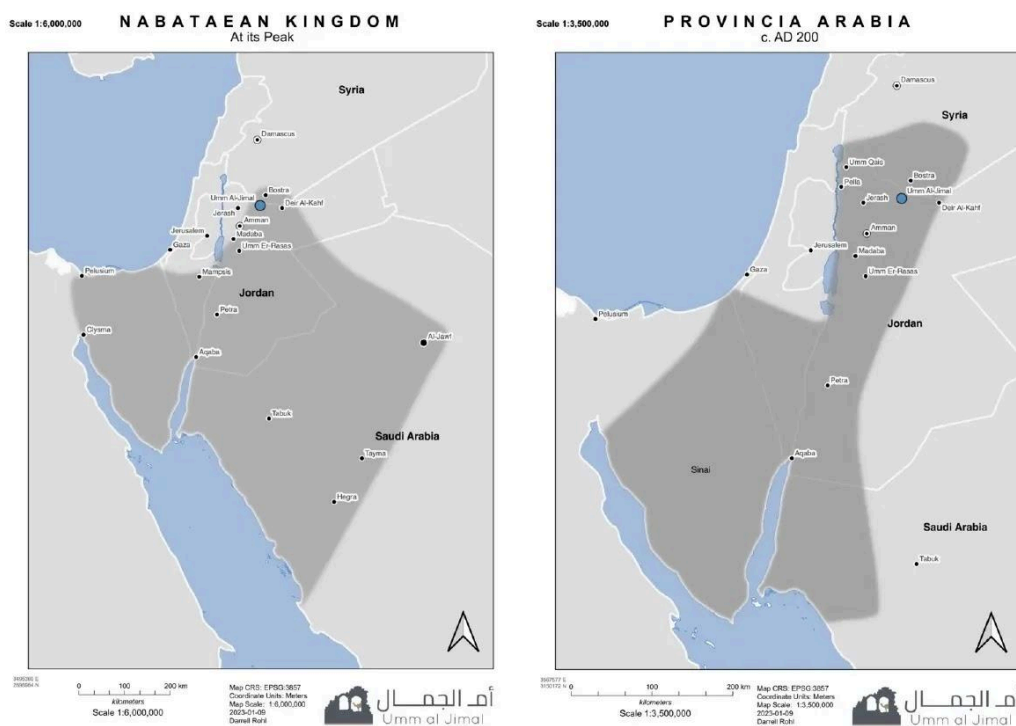 Scale 1:6,000,000
NABATAEAN KINGDOM
At its Peak
Syria
Damascus
Bostra
Umm Al-Jimal
Deir Al-Kahf
Jerash
Amman
Jerusalem
Madaba
Gaza
Umm Er-Rasas
Pelusium
Mampsis
Jordan
Petra
Clysma
Al-Jawf
Aqaba
Tabuk
Saudi Arabia
Tayma
Hegra
0 100 200 km
kilometers
Scale 1:6,000,000
Map CRS: EPSG:3857
Coordinate Units: Meters
Map Scale: 1:6,000,000
2023-01-09
Darrell Rohl
أم الجمال
Umm al Jimal
Scale 1:3,500,000
PROVINCIA ARABIA
c. AD 200
Damascus
Syria
Umm Qais
Bostra
Pella
Umm Al-Jimal
Jerash
Deir Al-Kahf
Amman
Jerusalem
Madaba
Gaza
Umm Er-Rasas
Pelusium
Jordan
Petra
Aqaba
Sinai
Saudi Arabia
Tabuk
0 100 200 km
kilometers
Scale 1:3,500,000
Map CRS: EPSG:3857
Coordinate Units: Meters
Map Scale: 1:3,500,000
2023-01-09
Darrell Rohl
أم الجمال
Umm al Jimal